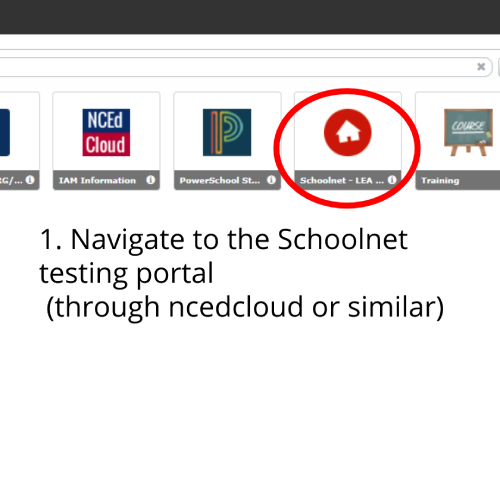 NCEd
Cloud
COURSE
RG/...
IAM Information
PowerSchool St...
Schoolnet - LEA ...
Training
1. Navigate to the Schoolnet
testing portal
(through ncedcloud or similar)